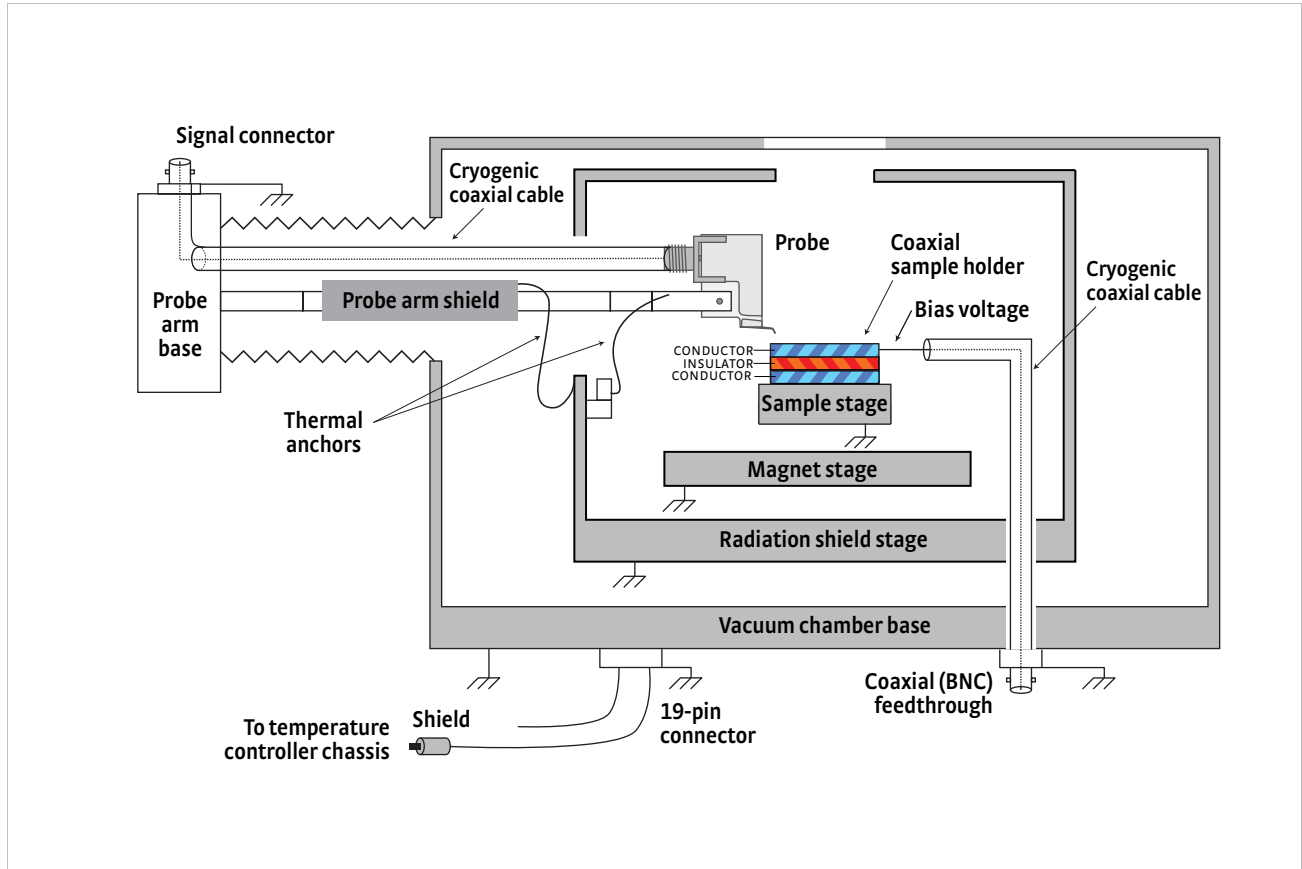 Signal connector
Cryogenic
coaxial cable
Probe
Coaxial
sample holder
Cryogenic
coaxial cable
Probe
arm
base
Probe arm shield
Bias voltage
CONDUCTOR
INSULATOR
CONDUCTOR
Sample stage
Thermal
anchors
Magnet stage
Radiation shield stage
Vacuum chamber base
Coaxial (BNC)
feedthrough
19-pin
connector
Shield
To temperature
controller chassis